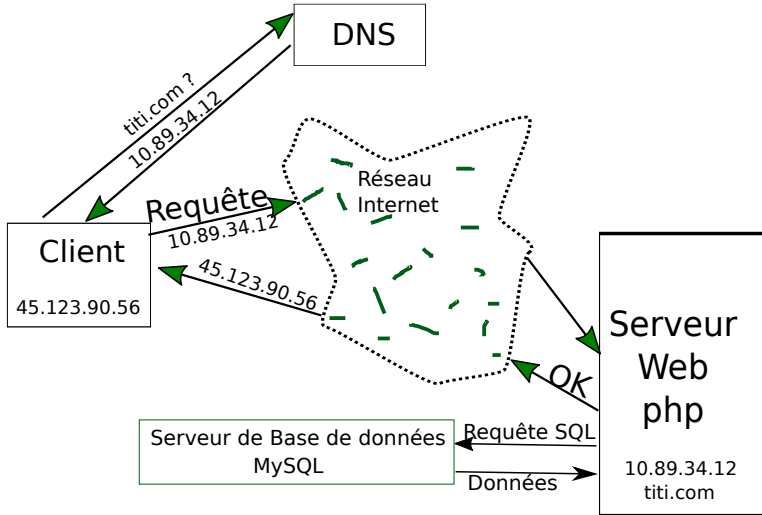 DNS
titi.com ?
10.89.34.12
Réseau
Internet
Requête
10.89.34.12
Client
45.123.90.56
45.123.90.56
Serveur
Web
php
OK
Requête SQL
Serveur de Base de données
MySQL
Données
10.89.34.12
titi.com